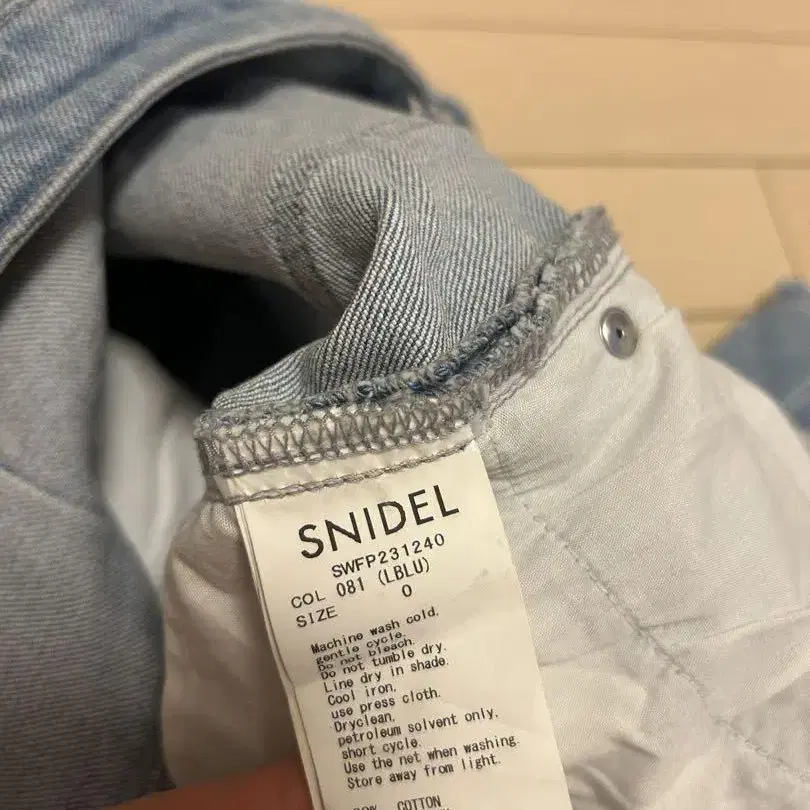 SNIDEL
SWFP231240
COL 081 (LBLU)
SIZE 0
Machine wash cold.
gentle cycle.
Do not bleach.
Do not tumble dry.
Line dry in shade.
Cool iron,
use press cloth.
Dryclean,
petroleum solvent only,
short cycle.
Use the net when washing.
Store away from light.
COTTON